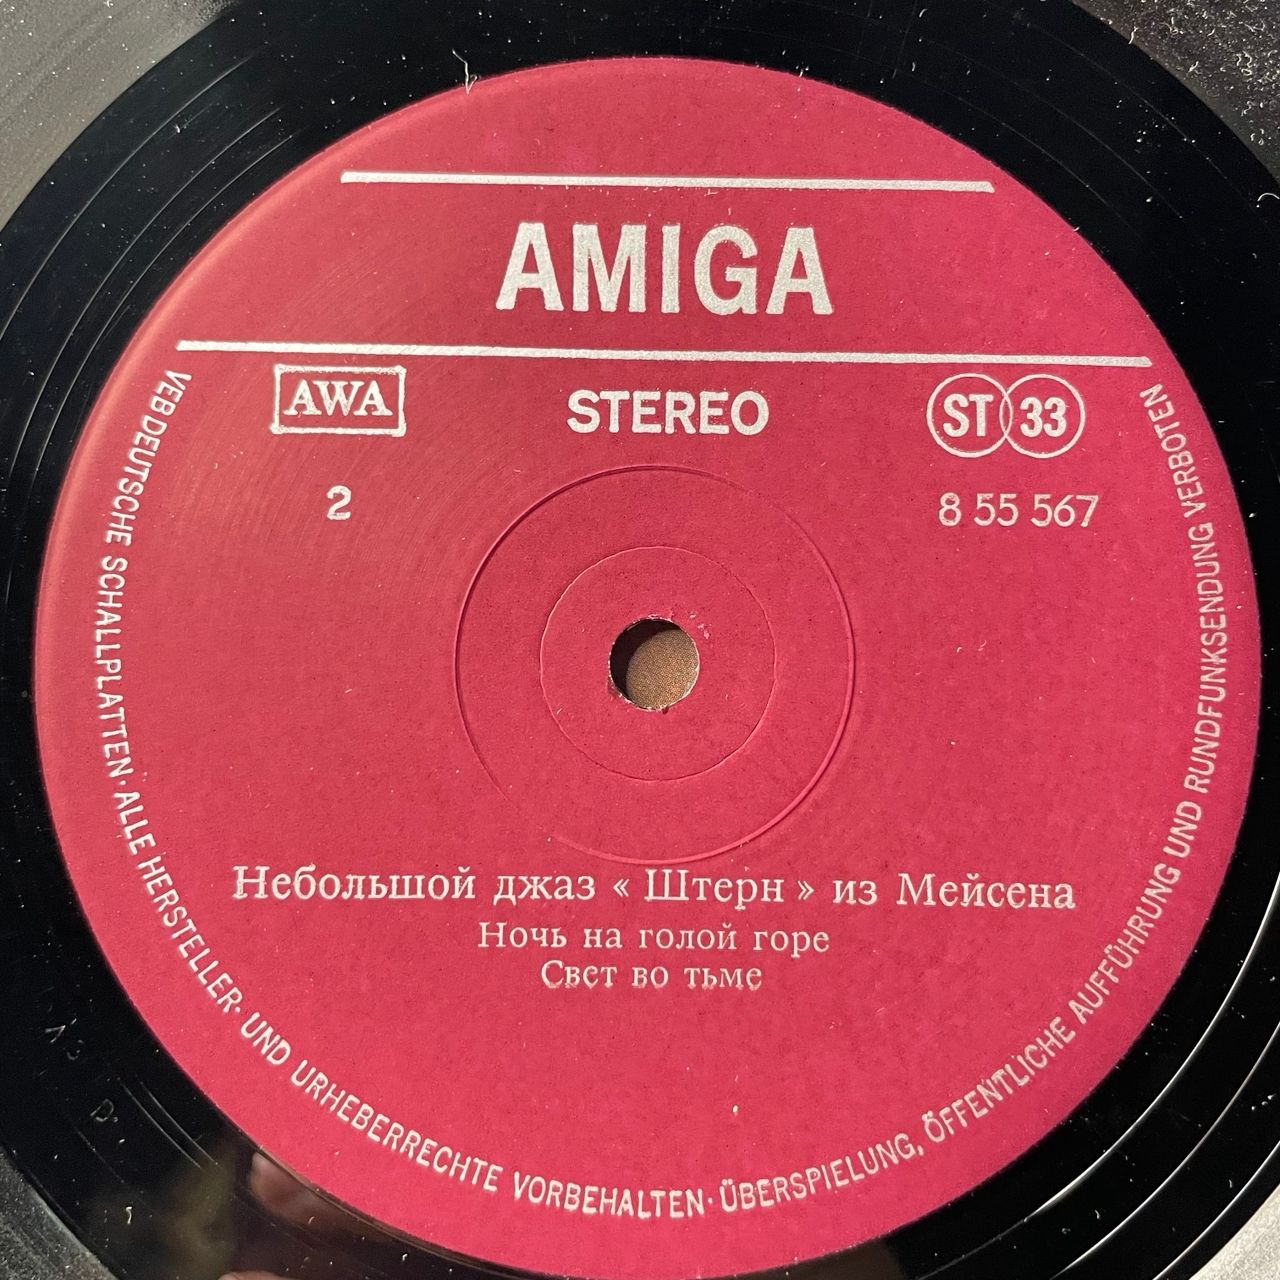 AMIGA
AWA
STEREO
ST 33
2
8 55 567
Небольшой джаз « Штерн » из Мейсена
Ночь на голой горе
Свет во тьме
VEB DEUTSCHE SCHALLPLATTEN · ALLE HERSTELLER- UND URHEBERRECHTE VORBEHALTEN · ÜBERSPIELUNG, ÖFFENTLICHE AUFFÜHRUNG UND RUNDFUNKSENDUNG VERBOTEN